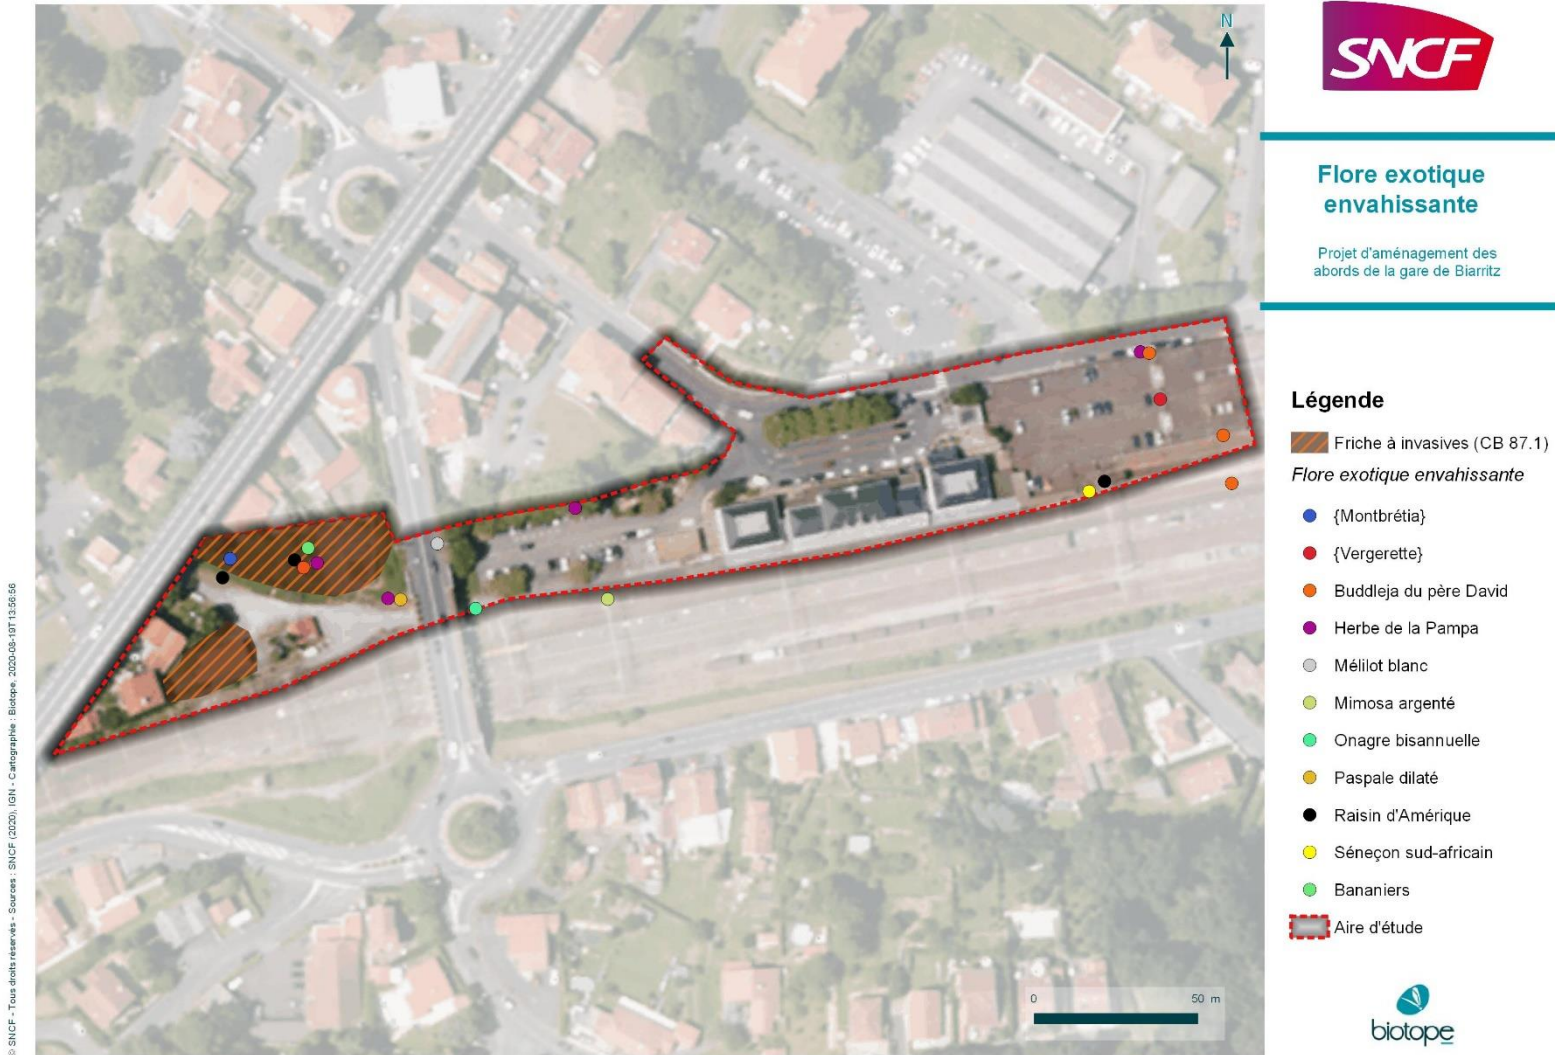 N
SNCF
Flore exotique
envahissante
Projet d'aménagement des
abords de la gare de Biarritz
Légende
Friche à invasives (CB 87.1)
Flore exotique envahissante
{Montbrétia}
{Vergerette}
Buddleja du père David
Herbe de la Pampa
Mélilot blanc
Mimosa argenté
Onagre bisannuelle
Paspale dilaté
Raisin d'Amérique
Séneçon sud-africain
Bananiers
Aire d'étude
0 50 m
biotope
© SNCF - Tous droits réservés - Sources : SNCF (2020), IGN - Cartographie : Biotope, 2020-08-19T13:56:56